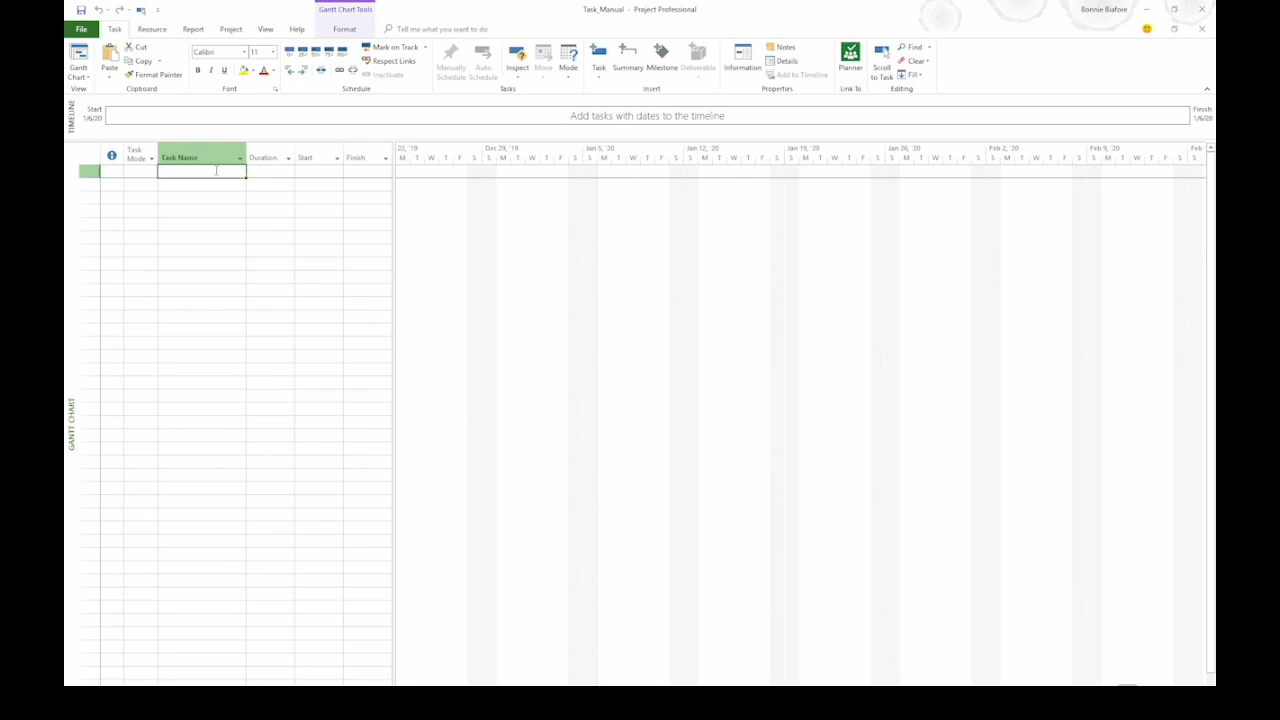 Gantt Chart Tools
Task_Manual - Project Professional
Bonnie Biafore
File Task Resource Report Project View Help Format Tell me what you want to do
Cut
Copy
Format Painter
Paste
Gantt
Chart
View
Clipboard
Calibri 11
B I U A
Font
Mark on Track
Respect Links
Inactivate
Schedule
Manually
Schedule
Auto
Schedule
Inspect
Move
Mode
Tasks
Task
Summary
Milestone
Deliverable
Insert
Information
Notes
Details
Add to Timeline
Properties
Planner
Link To
Scroll
to Task
Find
Clear
Fill
Editing
TIMELINE
Start
1/6/20
Add tasks with dates to the timeline
Finish
1/6/20
Task
Mode
Task Name
Duration
Start
Finish
22, '19 Dec 29, '19 Jan 5, '20 Jan 12, '20 Jan 19, '20 Jan 26, '20 Feb 2, '20 Feb 9, '20 Feb
M T W T F S S M T W T F S S M T W T F S S M T W T F S S M T W T F S S M T W T F S S M T W T F S S M T W T F S S
GANTT CHART